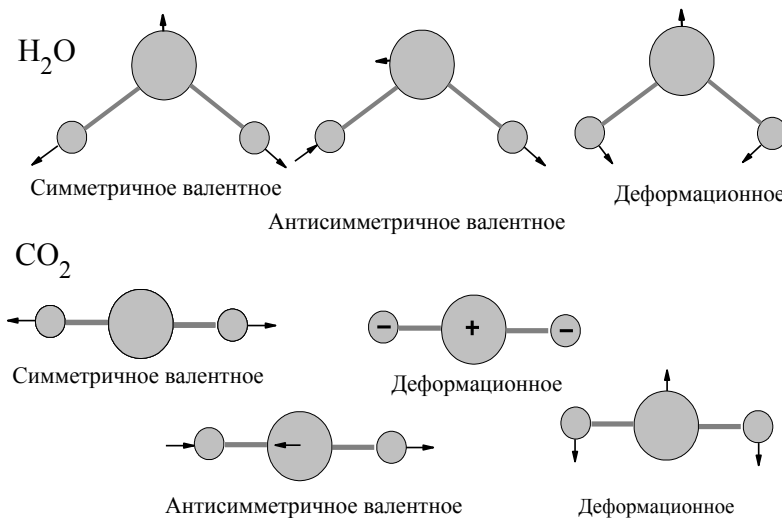 H₂O
Симметричное валентное
Антисимметричное валентное
Деформационное
CO₂
− + −
Симметричное валентное
Деформационное
Антисимметричное валентное
Деформационное